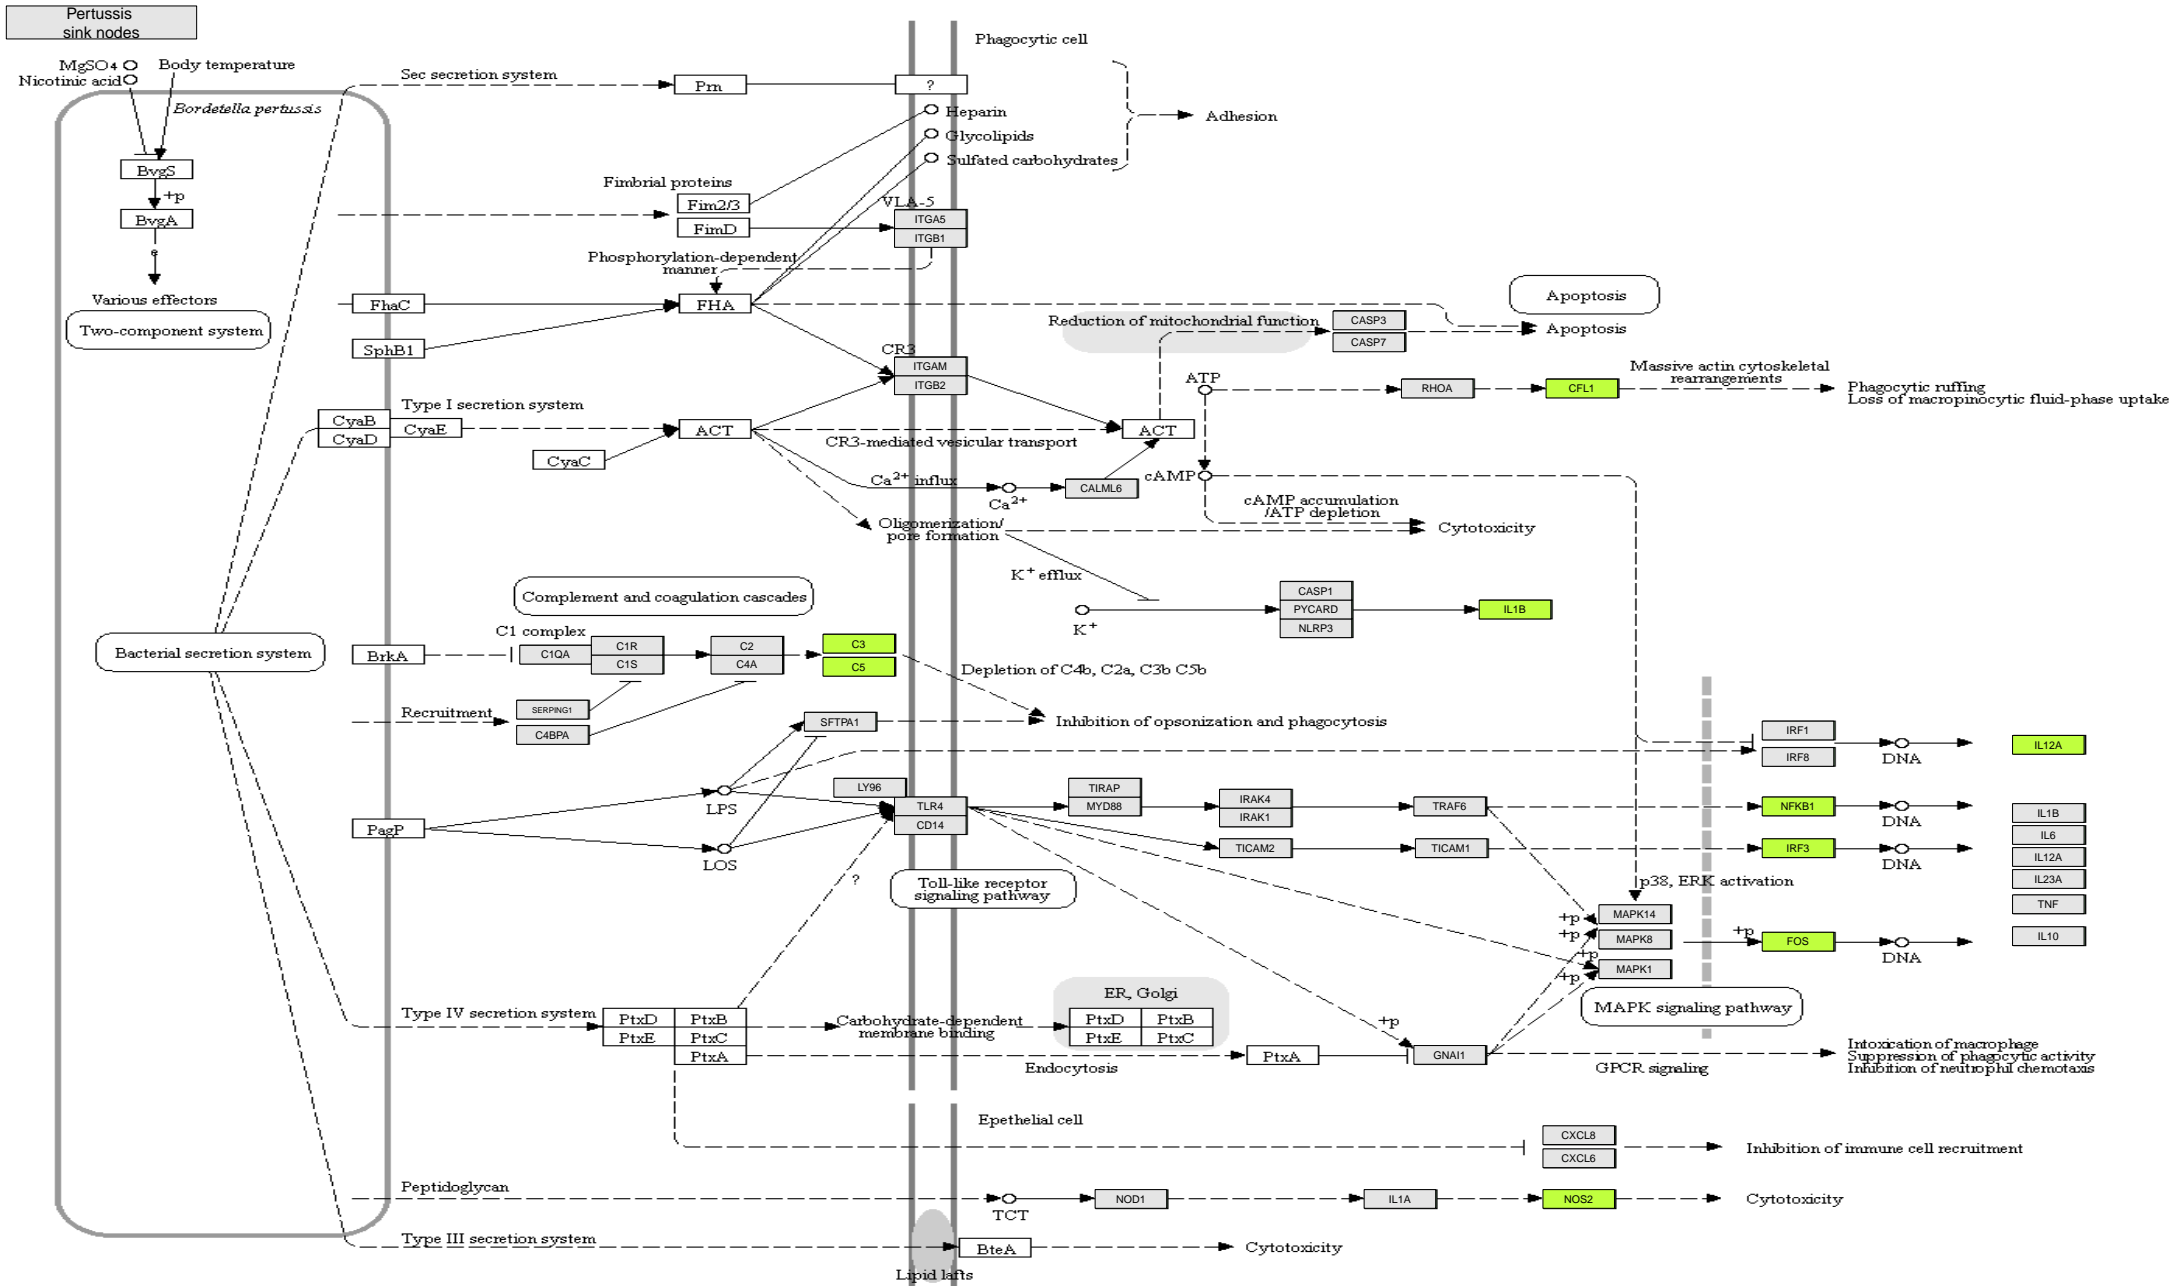 Pertussis
sink nodes
MgSO4
Nicotinic acid
Body temperature
Bordetella pertussis
BvgS
+p
BvgA
e
Various effectors
Two-component system
Bacterial secretion system
Phagocytic cell
Sec secretion system
Prn
?
Heparin
Glycolipids
Sulfated carbohydrates
Adhesion
Fimbrial proteins
Fim2/3
FimD
VLA-5
ITGA5
ITGB1
Phosphorylation-dependent
manner
FhaC
FHA
SphB1
Apoptosis
Reduction of mitochondrial function
CASP3
CASP7
Apoptosis
CR3
ITGAM
ITGB2
ATP
RHOA
CFL1
Massive actin cytoskeletal
rearrangements
Phagocytic ruffing
Loss of macropinocytic fluid-phase uptake
Type I secretion system
CyaB
CyaD
CyaE
ACT
CyaC
CR3-mediated vesicular transport
ACT
Ca2+ influx
Ca2+
CALML6
cAMP
cAMP accumulation
/ATP depletion
Cytotoxicity
Oligomerization/
pore formation
K+ efflux
K+
CASP1
PYCARD
NLRP3
IL1B
Complement and coagulation cascades
C1 complex
BrkA
C1QA
C1R
C1S
C2
C4A
C3
C5
Depletion of C4b, C2a, C3b C5b
Recruitment
SERPING1
C4BPA
SFTPA1
Inhibition of opsonization and phagocytosis
IRF1
IRF8
DNA
IL12A
LPS
LY96
TLR4
CD14
TIRAP
MYD88
IRAK4
IRAK1
TRAF6
NFKB1
DNA
PagP
LOS
TICAM2
TICAM1
IRF3
DNA
IL1B
IL6
IL12A
IL23A
TNF
IL10
?
Toll-like receptor
signaling pathway
p38, ERK activation
+p
MAPK14
+p
MAPK8
+p
+p
MAPK1
+p
FOS
DNA
MAPK signaling pathway
Type IV secretion system
PtxD
PtxB
PtxE
PtxC
PtxA
Carbohydrate-dependent
membrane binding
ER, Golgi
PtxD
PtxB
PtxE
PtxC
Endocytosis
PtxA
+p
GNAI1
GPCR signaling
Intoxication of macrophage
Suppression of phagocytic activity
Inhibition of neutrophil chemotaxis
Epethelial cell
CXCL8
CXCL6
Inhibition of immune cell recruitment
Peptidoglycan
TCT
NOD1
IL1A
NOS2
Cytotoxicity
Type III secretion system
BteA
Cytotoxicity
Lipid lafts